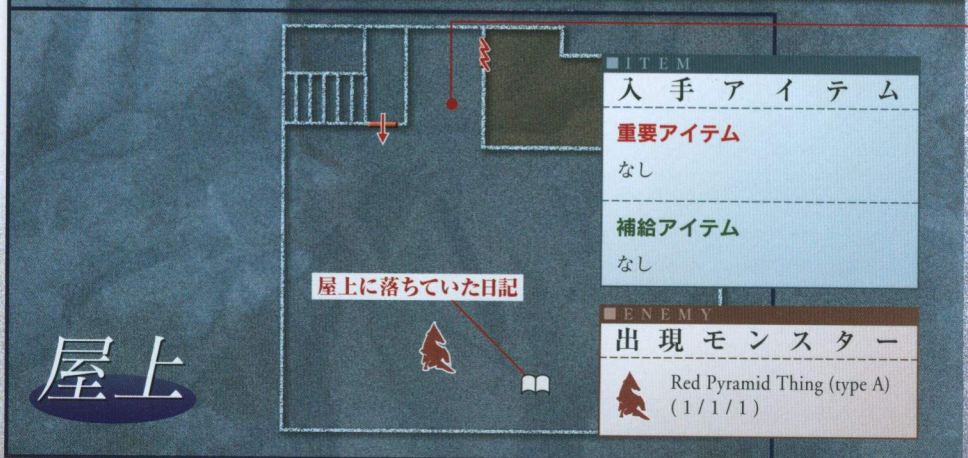 ■ITEM
入手アイテム
重要アイテム
なし
補給アイテム
なし
屋上に落ちていた日記
■ENEMY
出現モンスター
Red Pyramid Thing (type A)
(1/1/1)
屋上